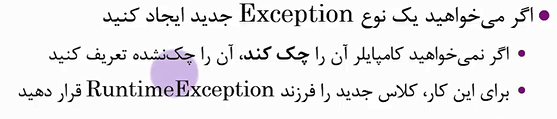 اگر می‌خواهید یک نوع Exception جدید ایجاد کنید
اگر نمی‌خواهید کامپایلر آن را چک کند، آن را چک‌نشده تعریف کنید
برای این کار، کلاس جدید را فرزند RuntimeException قرار دهید